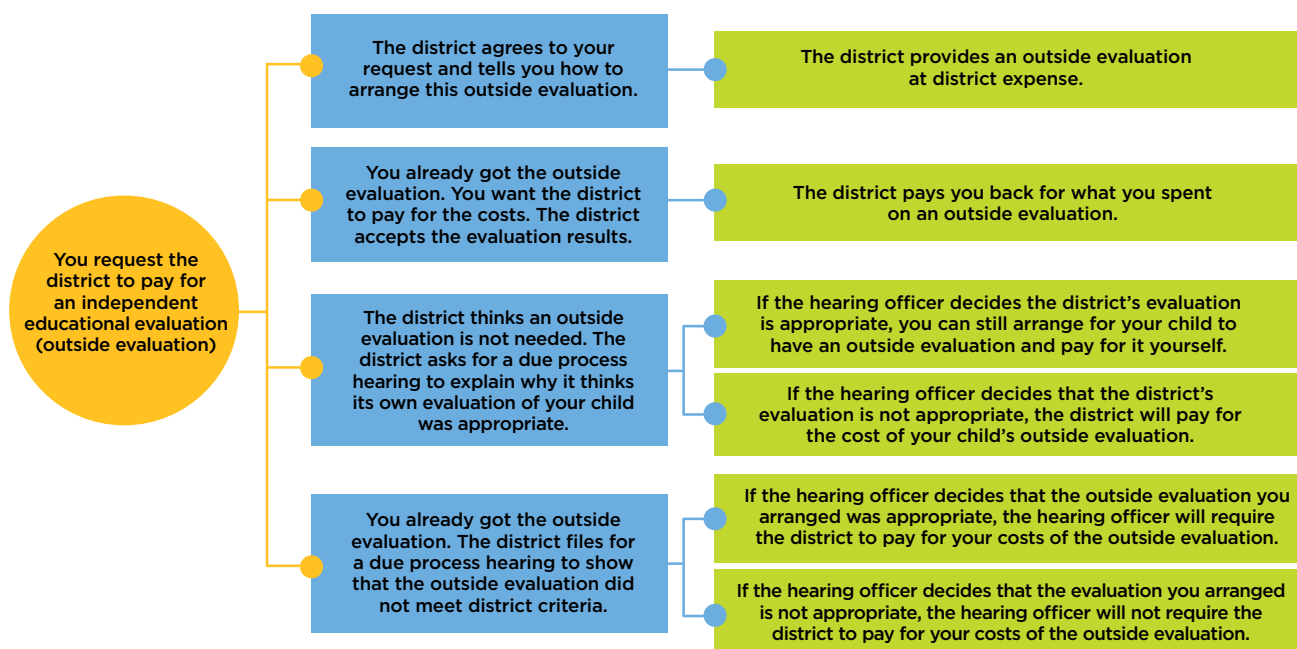 You request the
district to pay for
an independent
educational evaluation
(outside evaluation)
The district agrees to your
request and tells you how to
arrange this outside evaluation.
The district provides an outside evaluation
at district expense.
You already got the outside
evaluation. You want the district
to pay for the costs. The district
accepts the evaluation results.
The district pays you back for what you spent
on an outside evaluation.
The district thinks an outside
evaluation is not needed. The
district asks for a due process
hearing to explain why it thinks
its own evaluation of your child
was appropriate.
If the hearing officer decides the district’s evaluation
is appropriate, you can still arrange for your child to
have an outside evaluation and pay for it yourself.
If the hearing officer decides that the district’s
evaluation is not appropriate, the district will pay for
the cost of your child’s outside evaluation.
You already got the outside
evaluation. The district files for
a due process hearing to show
that the outside evaluation did
not meet district criteria.
If the hearing officer decides that the outside evaluation you
arranged was appropriate, the hearing officer will require
the district to pay for your costs of the outside evaluation.
If the hearing officer decides that the evaluation you arranged
is not appropriate, the hearing officer will not require the
district to pay for your costs of the outside evaluation.